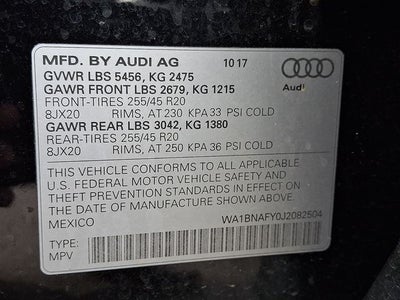 MFD. BY AUDI AG 10 17
GVWR LBS 5456, KG 2475
GAWR FRONT LBS 2679, KG 1215
FRONT-TIRES 255/45 R20
8JX20 RIMS, AT 230 KPA 33 PSI COLD
GAWR REAR LBS 3042, KG 1380
REAR-TIRES 255/45 R20
8JX20 RIMS, AT 250 KPA 36 PSI COLD
Audi
THIS VEHICLE CONFORMS TO ALL APPLICABLE
U.S. FEDERAL MOTOR VEHICLE SAFETY AND
THEFT PREVENTION STANDARDS IN EFFECT ON THE
DATE OF MANUFACTURE SHOWN ABOVE.
MEXICO WA1BNAFY0J2082504
TYPE:
MPV